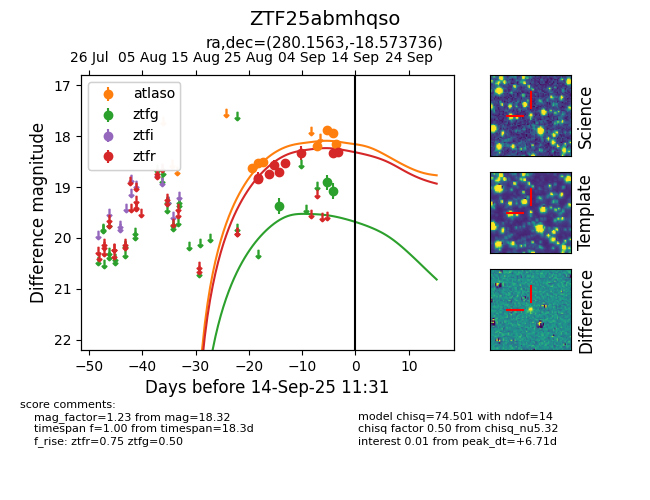 ZTF25abmhqso
ra,dec=(280.1563,-18.573736)
26 Jul 05 Aug 15 Aug 25 Aug 04 Sep 14 Sep 24 Sep
17
18
19
20
21
22
Difference magnitude
atlaso
ztfg
ztfi
ztfr
−50 −40 −30 −20 −10 0 10
Days before 14-Sep-25 11:31
Science
Template
Difference
score comments:
mag_factor=1.23 from mag=18.32
timespan f=1.00 from timespan=18.3d
f_rise: ztfr=0.75 ztfg=0.50
model chisq=74.501 with ndof=14
chisq factor 0.50 from chisq_nu5.32
interest 0.01 from peak_dt=+6.71d